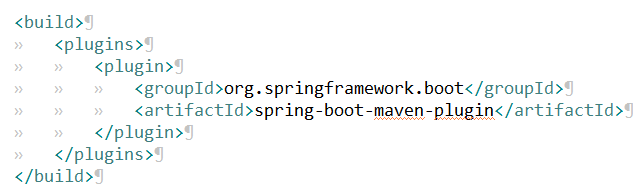 <build>¶
» <plugins>¶
» » <plugin>¶
» » » <groupId>org.springframework.boot</groupId>¶
» » » <artifactId>spring-boot-maven-plugin</artifactId>¶
» » </plugin>¶
» </plugins>¶
</build>¶